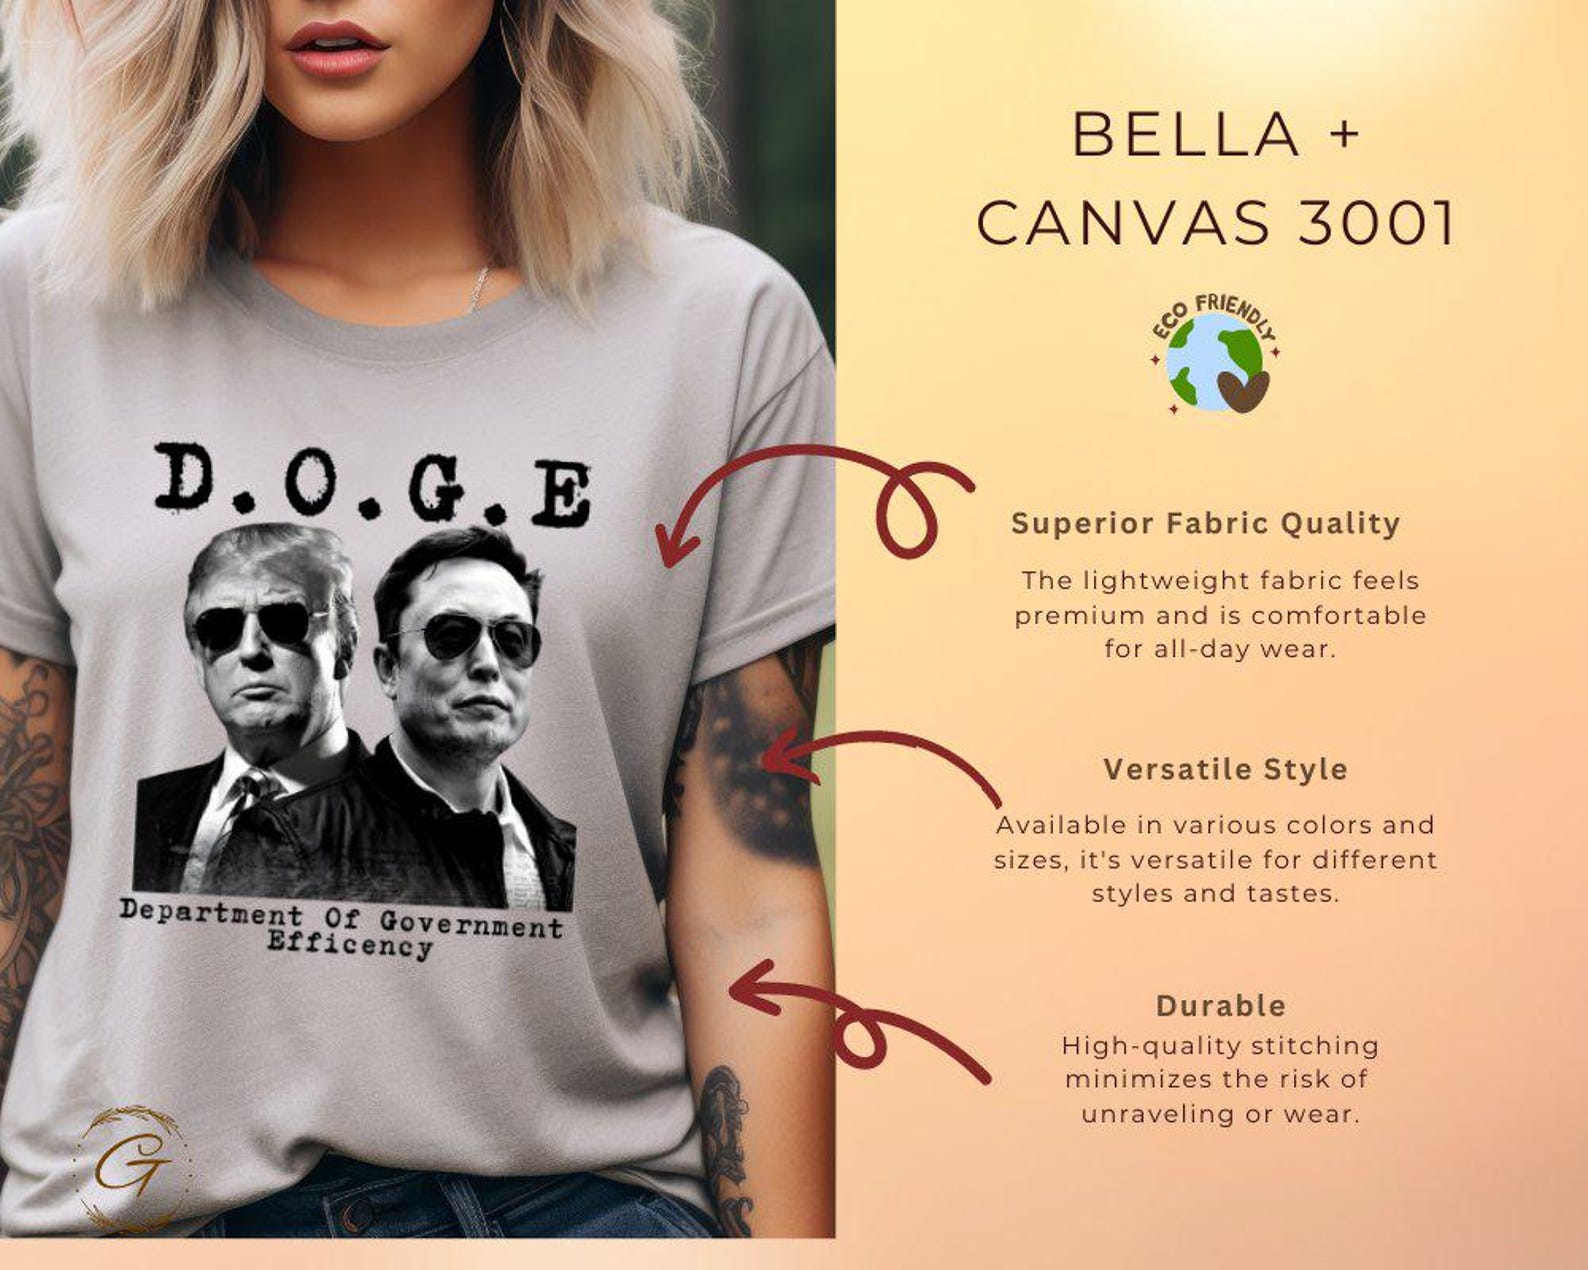 BELLA +
CANVAS 3001
ECO FRIENDLY
D.O.G.E
Department Of Government
Efficency
Superior Fabric Quality
The lightweight fabric feels
premium and is comfortable
for all-day wear.
Versatile Style
Available in various colors and
sizes, it's versatile for different
styles and tastes.
Durable
High-quality stitching
minimizes the risk of
unraveling or wear.
G